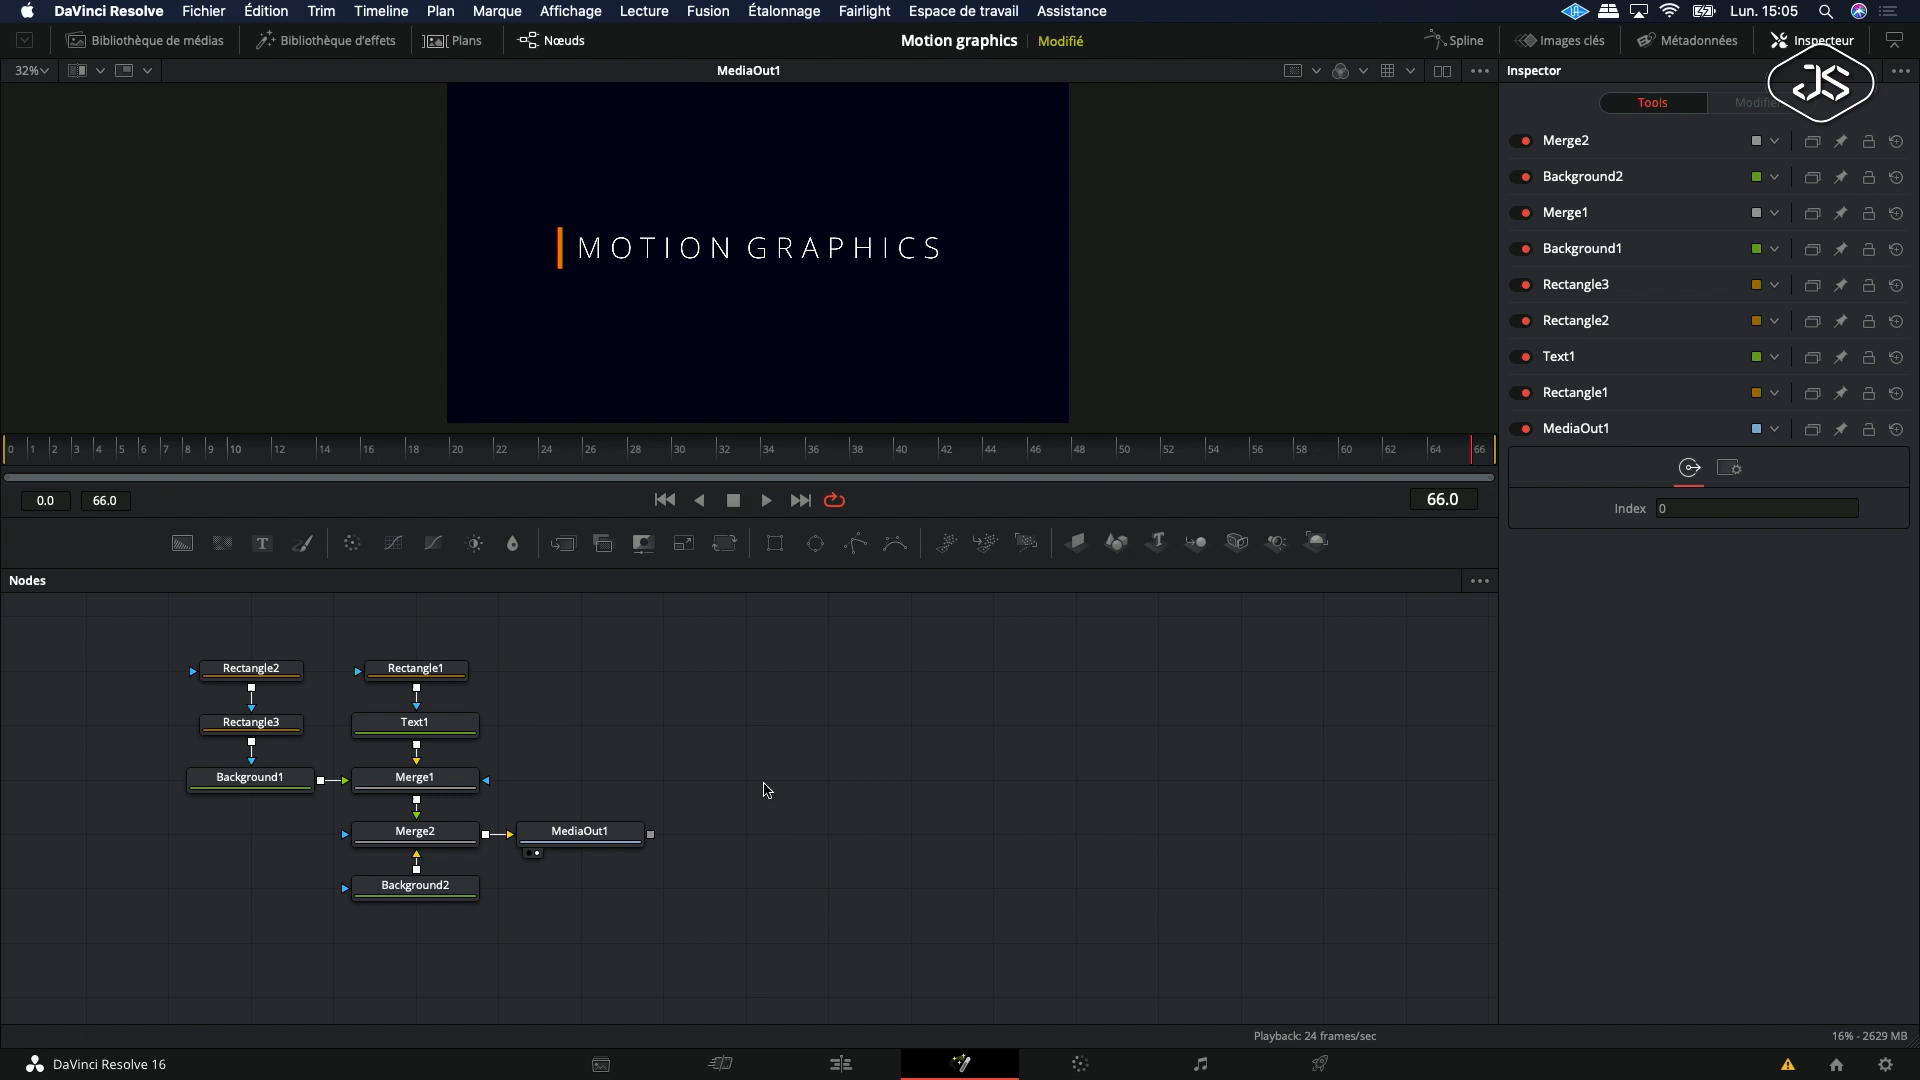 DaVinci Resolve Fichier Édition Trim Timeline Plan Marque Affichage Lecture Fusion Étalonnage Fairlight Espace de travail Assistance Lun. 15:05
Bibliothèque de médias Bibliothèque d'effets Plans Nœuds Motion graphics Modifié Spline Images clés Métadonnées Inspecteur
32% MediaOut1 Inspector
JS
Tools Modifie
MOTION GRAPHICS
Merge2
Background2
Merge1
Background1
Rectangle3
Rectangle2
Text1
Rectangle1
MediaOut1
Index 0
0 1 2 3 4 5 6 7 8 9 10 12 14 16 18 20 22 24 26 28 30 32 34 36 38 40 42 44 46 48 50 52 54 56 58 60 62 64 66
0.0 66.0 66.0
T
Nodes
Rectangle2 Rectangle1
Rectangle3 Text1
Background1 Merge1
Merge2 MediaOut1
Background2
Playback: 24 frames/sec 16% - 2629 MB
DaVinci Resolve 16